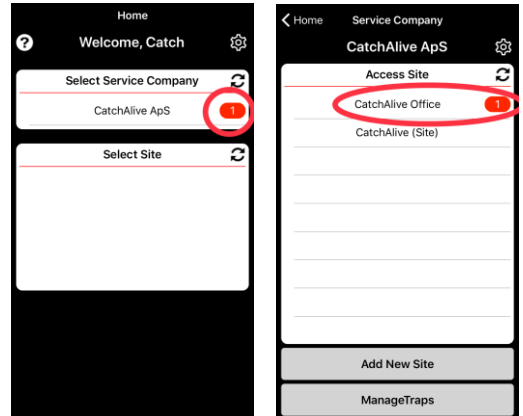 Home
? Welcome, Catch
Select Service Company
CatchAlive ApS 1
Select Site
Home Service Company
CatchAlive ApS
Access Site
CatchAlive Office 1
CatchAlive (Site)
Add New Site
ManageTraps